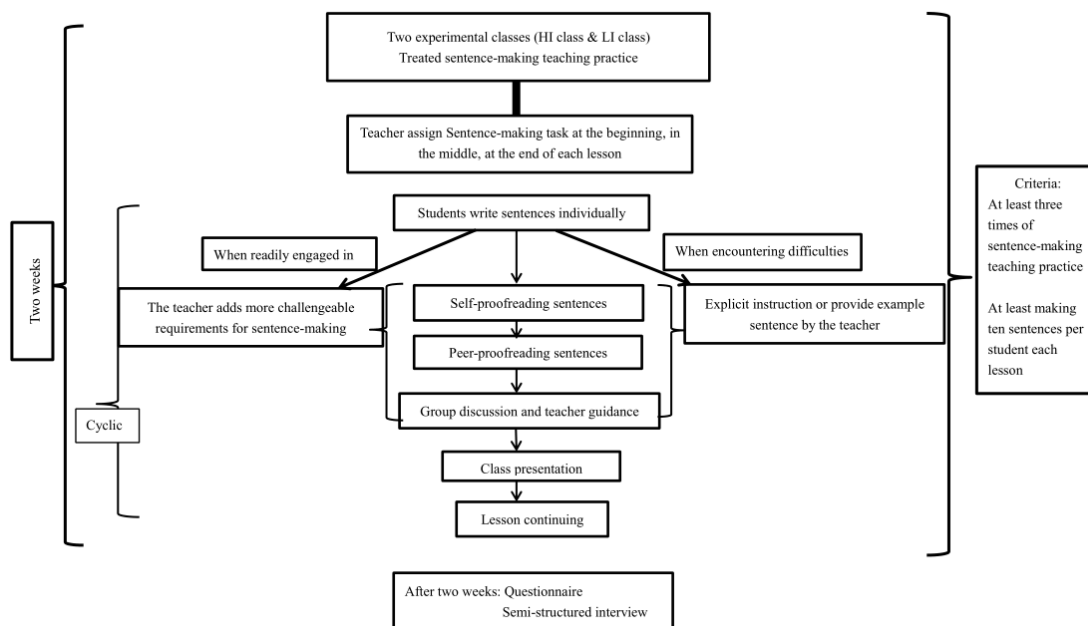 Two experimental classes (HI class & LI class)
Treated sentence-making teaching practice
Teacher assign Sentence-making task at the beginning, in
the middle, at the end of each lesson
Students write sentences individually
When readily engaged in
When encountering difficulties
The teacher adds more challengeable
requirements for sentence-making
Self-proofreading sentences
Peer-proofreading sentences
Group discussion and teacher guidance
Explicit instruction or provide example
sentence by the teacher
Class presentation
Lesson continuing
Two weeks
Cyclic
Criteria:
At least three
times of
sentence-making
teaching practice
At least making
ten sentences per
student each
lesson
After two weeks: Questionnaire
Semi-structured interview